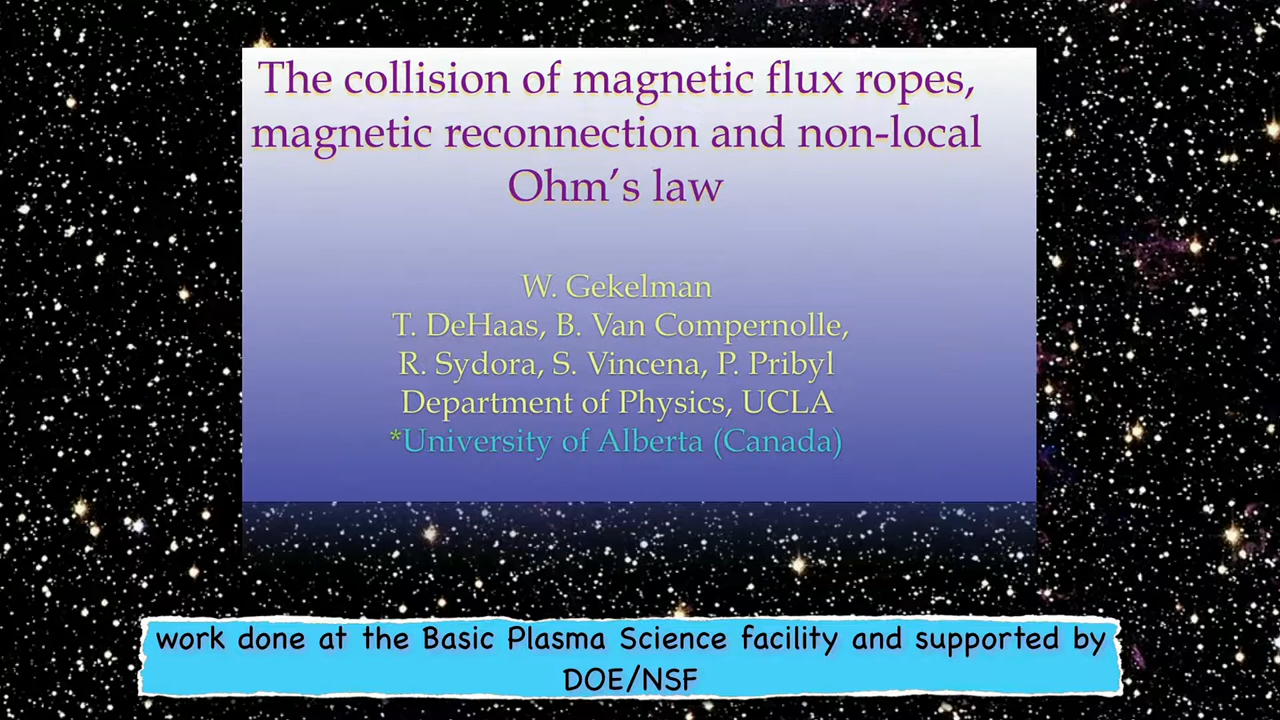 The collision of magnetic flux ropes,
magnetic reconnection and non-local
Ohm’s law
W. Gekelman
T. DeHaas, B. Van Compernolle,
R. Sydora, S. Vincena, P. Pribyl
Department of Physics, UCLA
*University of Alberta (Canada)
work done at the Basic Plasma Science facility and supported by
DOE/NSF